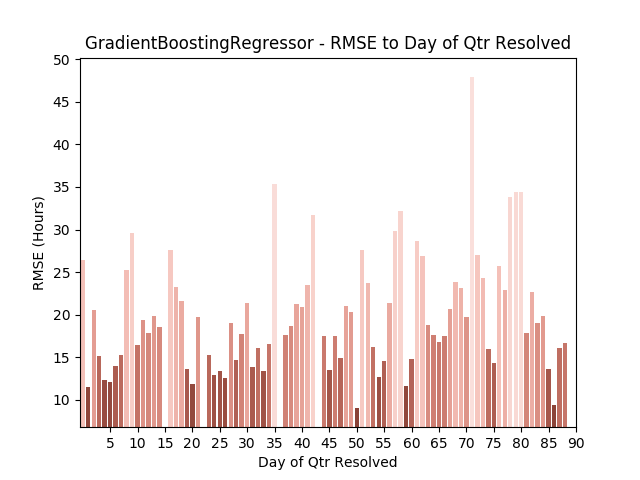 GradientBoostingRegressor - RMSE to Day of Qtr Resolved
50
45
40
35
30
25
20
15
10
RMSE (Hours)
5 10 15 20 25 30 35 40 45 50 55 60 65 70 75 80 85 90
Day of Qtr Resolved